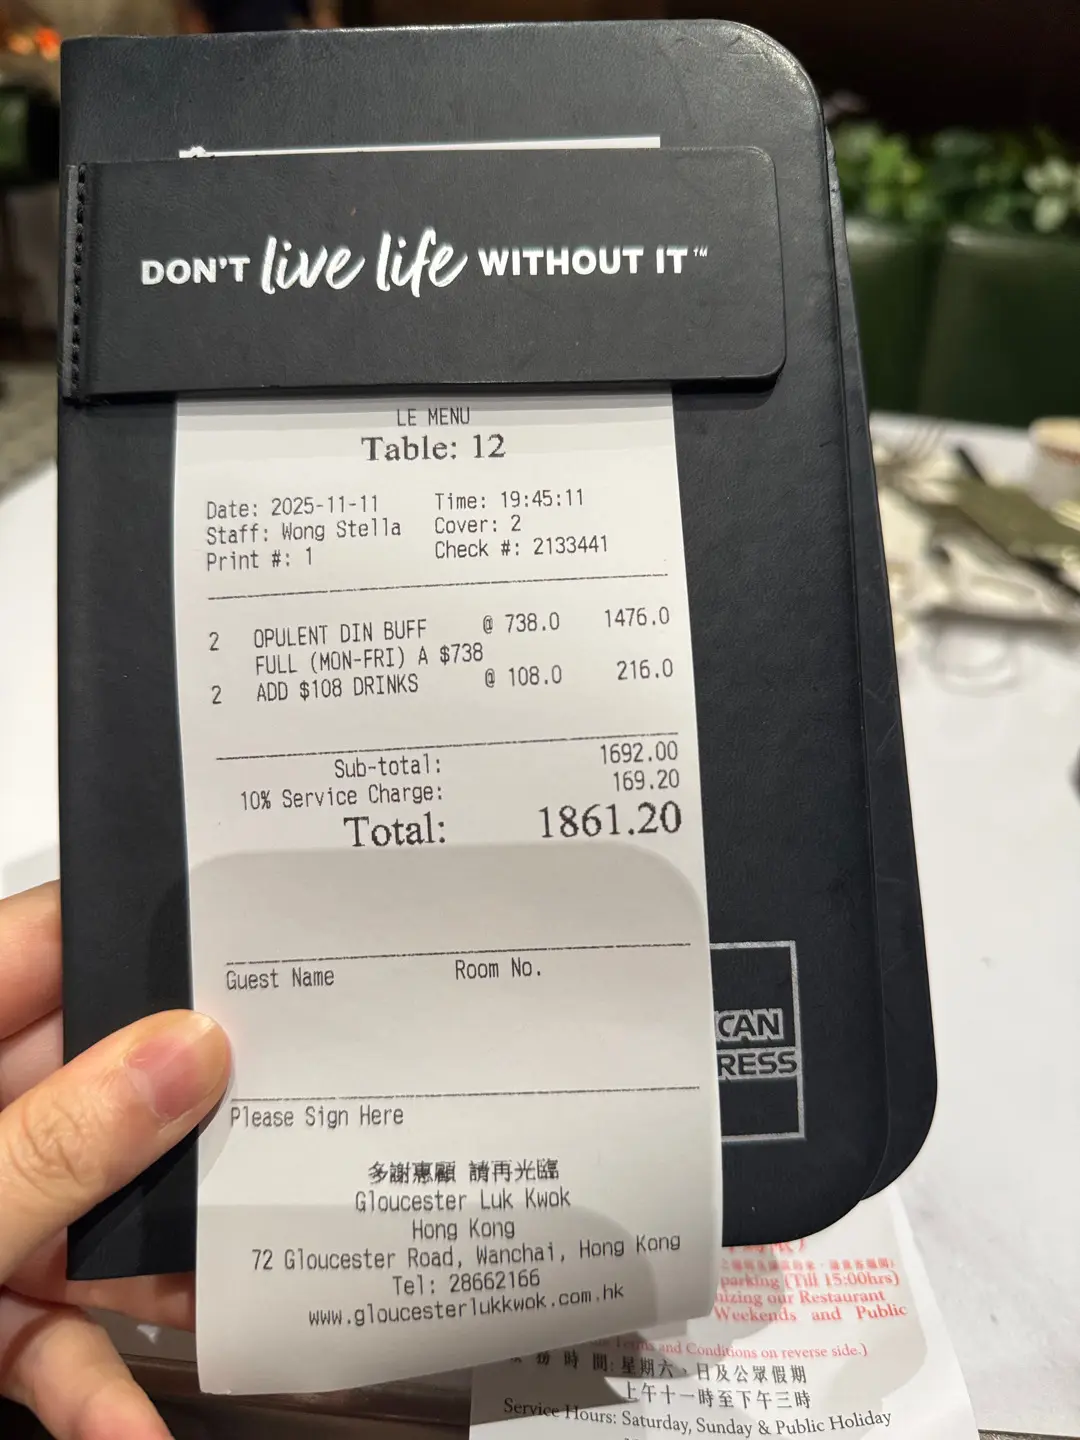 DON'T live life WITHOUT IT™
LE MENU
Table: 12
Date: 2025-11-11 Time: 19:45:11
Staff: Wong Stella Cover: 2
Print #: 1 Check #: 2133441
2 OPULENT DIN BUFF @ 738.0 1476.0
FULL (MON-FRI) A $738
2 ADD $108 DRINKS @ 108.0 216.0
Sub-total: 1692.00
10% Service Charge: 169.20
Total: 1861.20
Guest Name Room No.
CAN
RESS
Please Sign Here
多謝惠顧 請再光臨
Gloucester Luk Kwok
Hong Kong
72 Gloucester Road, Wanchai, Hong Kong
Tel: 28662166
www.gloucesterlukkwok.com.hk
parking (Till 15:00hrs)
izing our Restaurant
Weekends and Public
Terms and Conditions on reverse side.)
務時間: 星期六、日及公眾假期
上午十一時至下午三時
Service Hours: Saturday, Sunday & Public Holiday